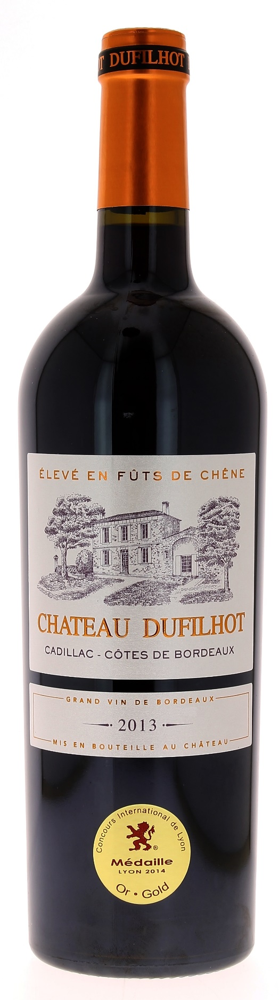 DUFILHOT
ÉLEVÉ EN FÛTS DE CHÊNE
CHATEAU DUFILHOT
CADILLAC - CÔTES DE BORDEAUX
GRAND VIN DE BORDEAUX
2013
MIS EN BOUTEILLE AU CHÂTEAU
Concours International de Lyon
®
Médaille
LYON 2014
Or • Gold